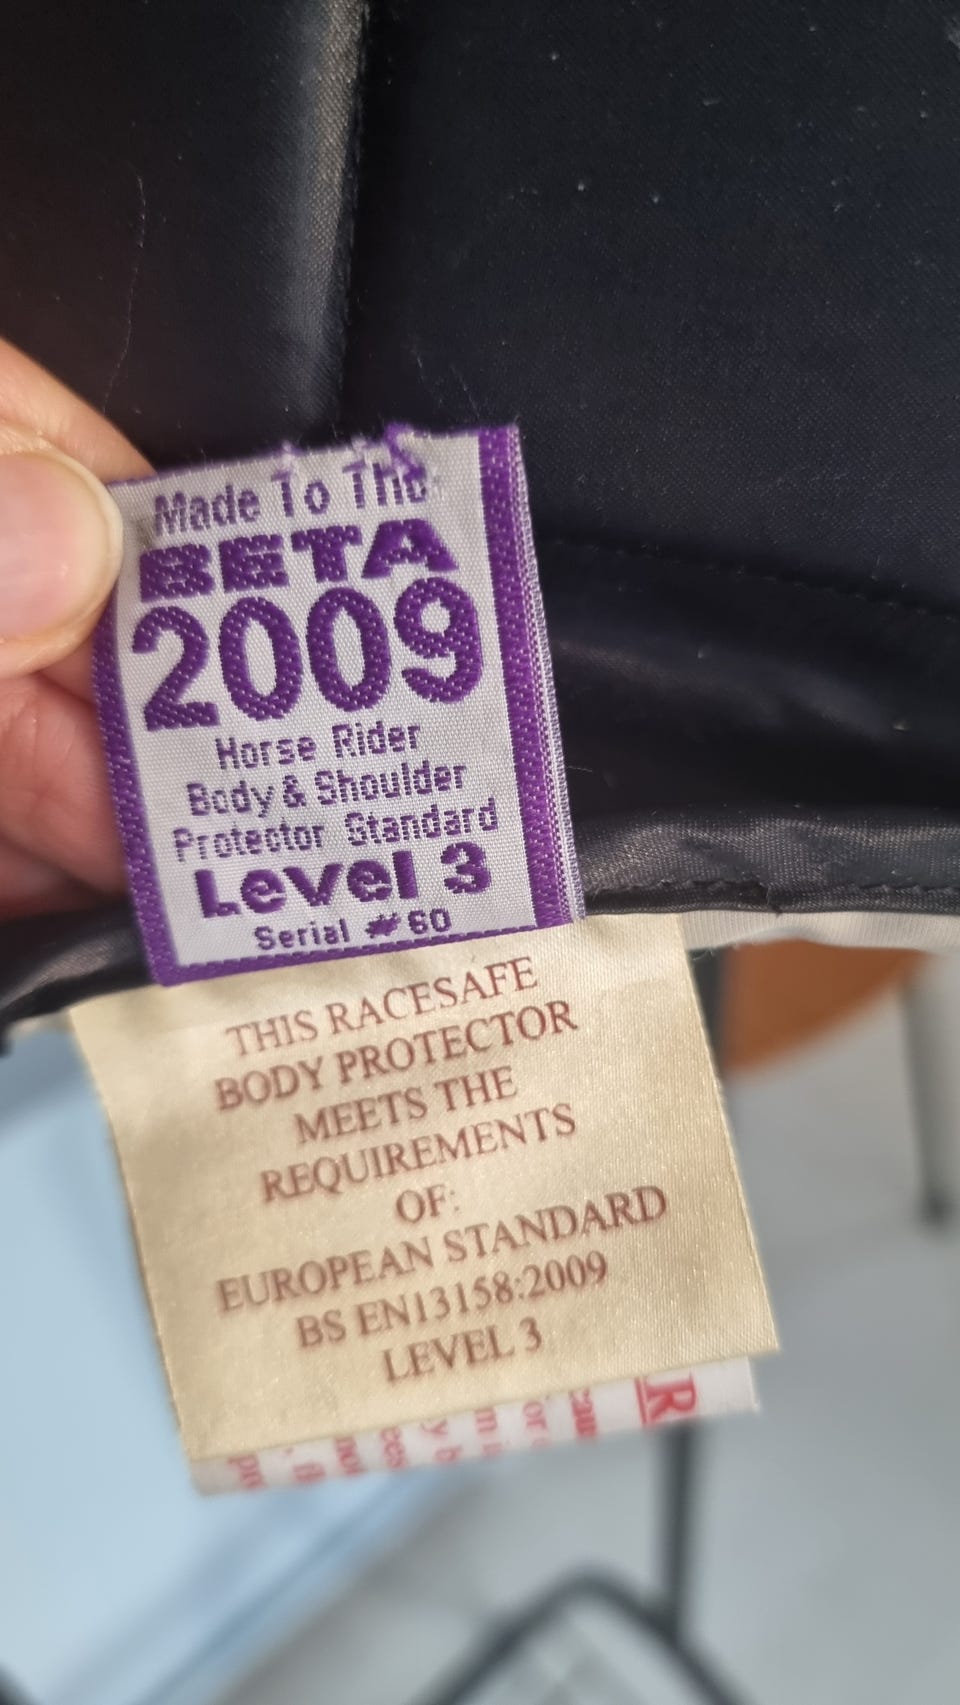 Made To The
BETA
2009
Horse Rider
Body & Shoulder
Protector Standard
Level 3
Serial # 60
THIS RACESAFE
BODY PROTECTOR
MEETS THE
REQUIREMENTS
OF:
EUROPEAN STANDARD
BS EN13158:2009
LEVEL 3